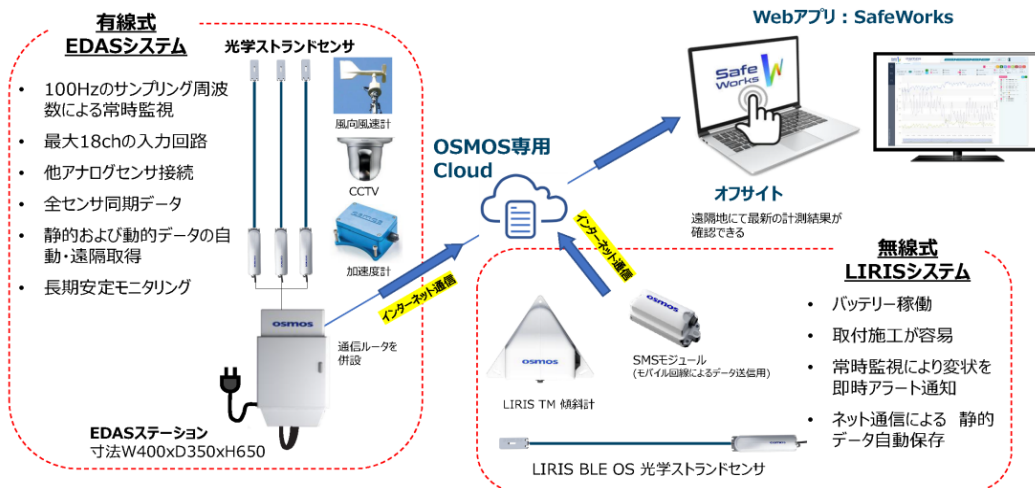 有線式
EDASシステム
光学ストランドセンサ
• 100Hzのサンプリング周波
数による常時監視
• 最大18chの入力回路
• 他アナログセンサ接続
• 全センサ同期データ
• 静的および動的データの自
動・遠隔取得
• 長期安定モニタリング
風向風速計
CCTV
加速度計
osmos
通信ルータを
併設
EDASステーション
寸法W400xD350xH650
インターネット通信
OSMOS専用
Cloud
インターネット通信
Webアプリ：SafeWorks
Safe
Works
オフサイト
遠隔地にて最新の計測結果が
確認できる
無線式
LIRISシステム
• バッテリー稼働
• 取付施工が容易
• 常時監視により変状を
即時アラート通知
• ネット通信による 静的
データ自動保存
osmos
LIRIS TM 傾斜計
osmos
SMSモジュール
(モバイル回線によるデータ送信用)
LIRIS BLE OS 光学ストランドセンサ